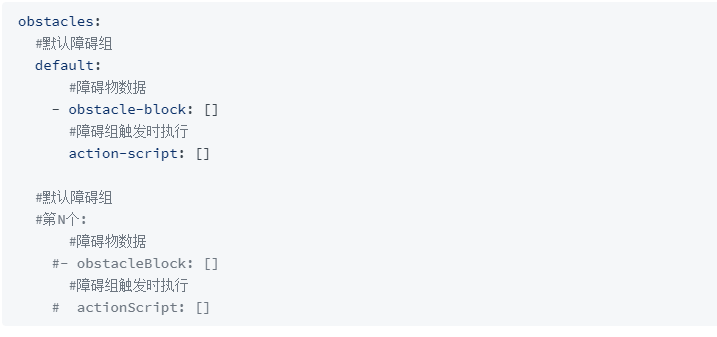 obstacles:
  #默认障碍组
  default:
      #障碍物数据
    - obstacle-block: []
      #障碍组触发时执行
      action-script: []

  #默认障碍组
  #第N个:
      #障碍物数据
    #- obstacleBlock: []
      #障碍组触发时执行
    #  actionScript: []